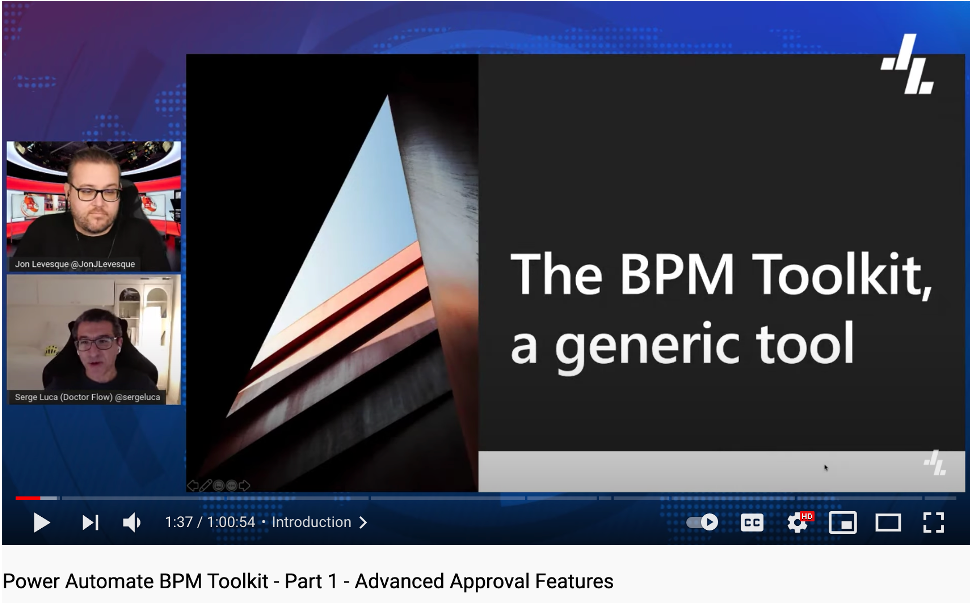 The BPM Toolkit,
a generic tool
Jon Levesque @JonJLevesque
Serge Luca (Doctor Flow) @sergeluca
1:37 / 1:00:54 • Introduction
CC
HD
Power Automate BPM Toolkit - Part 1 - Advanced Approval Features